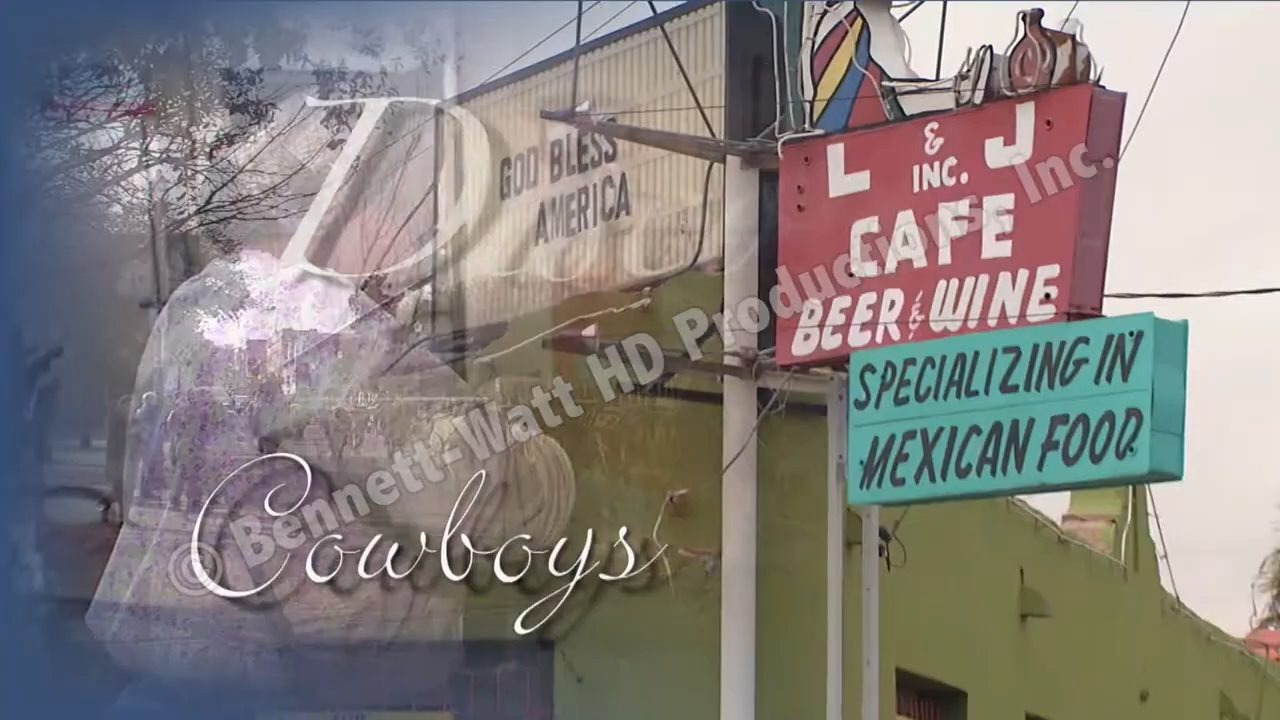 GOD BLESS
AMERICA
L & J
INC.
CAFE
BEER & WINE
SPECIALIZING IN
MEXICAN FOOD
Cowboys
© Bennett-Watt HD Productions Inc.